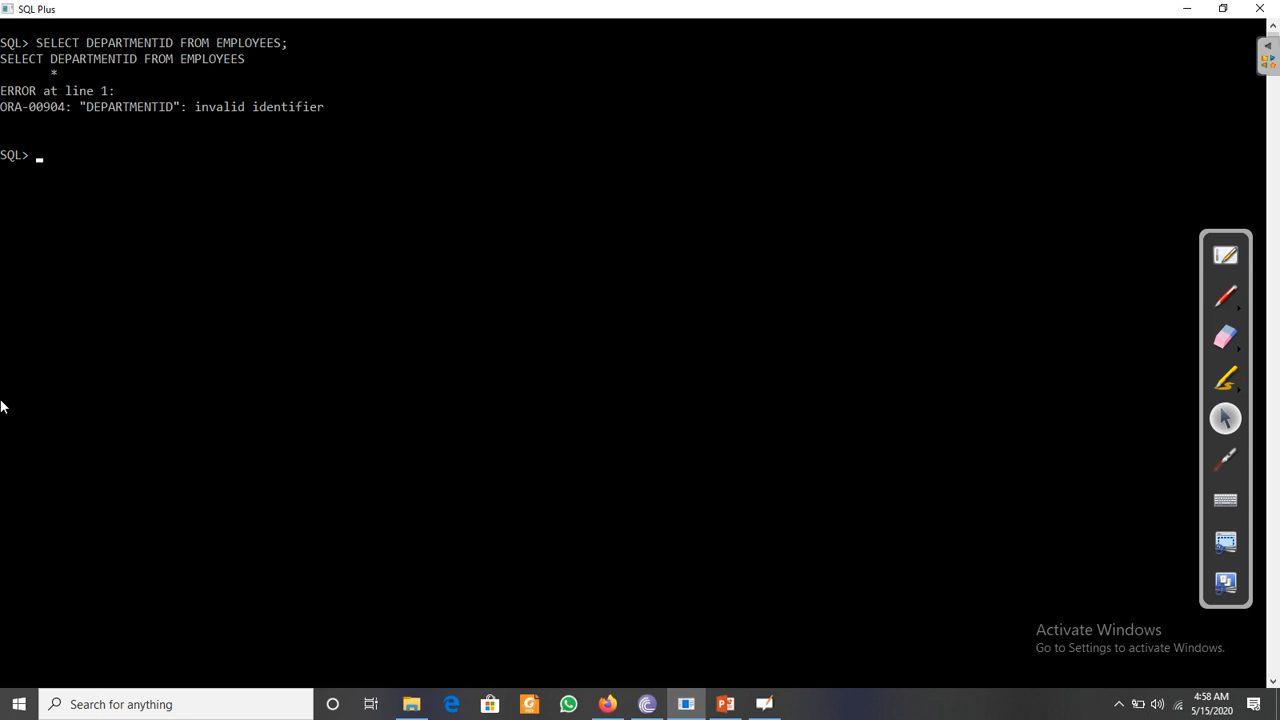 SQL Plus
SQL> SELECT DEPARTMENTID FROM EMPLOYEES;
SELECT DEPARTMENTID FROM EMPLOYEES
*
ERROR at line 1:
ORA-00904: "DEPARTMENTID": invalid identifier
SQL>
Activate Windows
Go to Settings to activate Windows.
Search for anything
4:58 AM
5/15/2020